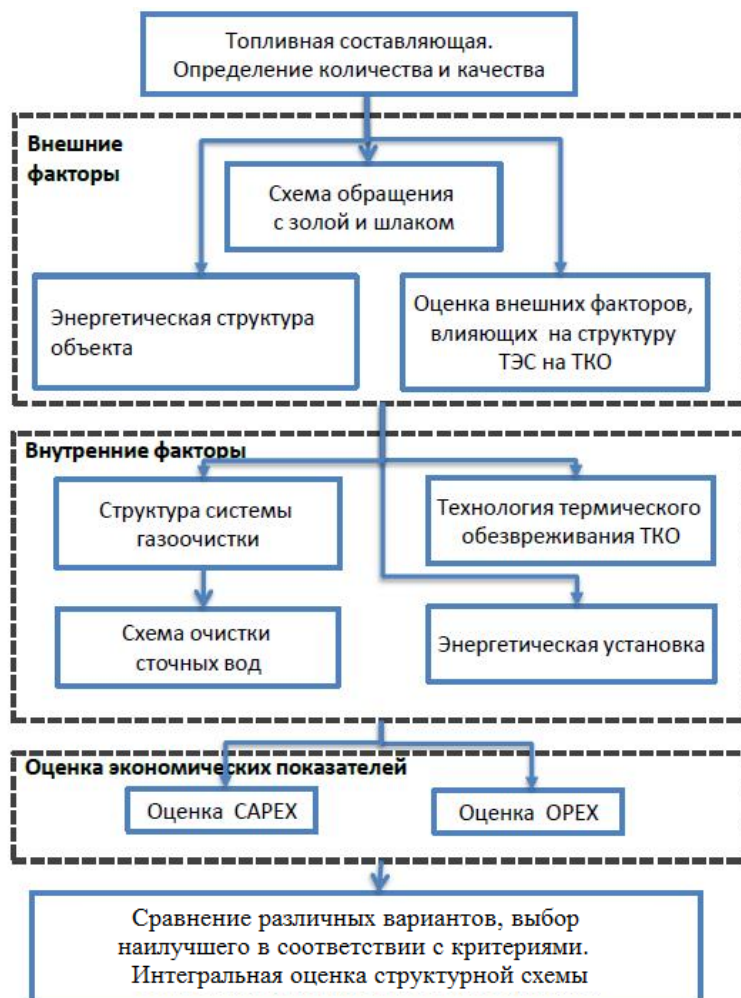 Топливная составляющая.
Определение количества и качества
Внешние
факторы
Схема обращения
с золой и шлаком
Энергетическая структура
объекта
Оценка внешних факторов,
влияющих на структуру
ТЭС на ТКО
Внутренние факторы
Структура системы
газоочистки
Технология термического
обезвреживания ТКО
Схема очистки
сточных вод
Энергетическая установка
Оценка экономических показателей
Оценка CAPEX
Оценка OPEX
Сравнение различных вариантов, выбор
наилучшего в соответствии с критериями.
Интегральная оценка структурной схемы